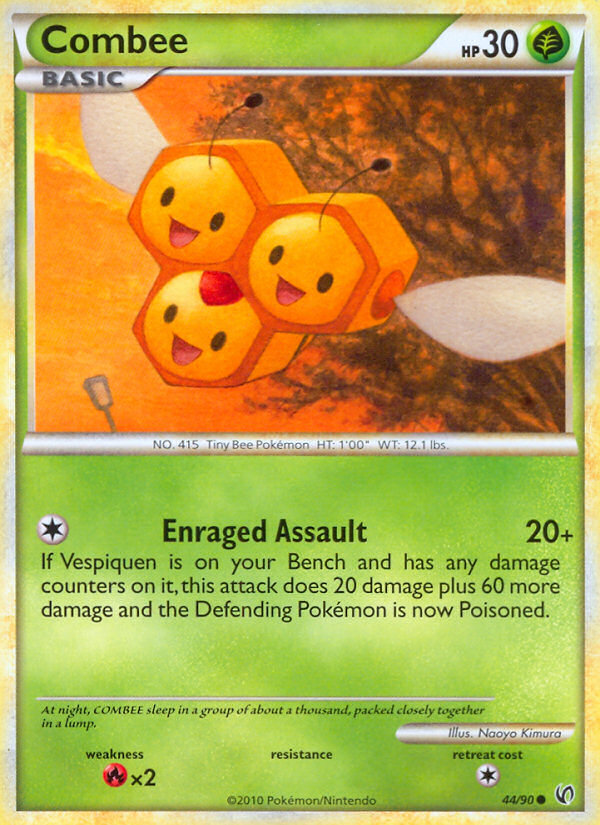 Combee
HP 30
BASIC
NO. 415 Tiny Bee Pokémon HT: 1'00" WT: 12.1 lbs.
Enraged Assault 20+
If Vespiquen is on your Bench and has any damage
counters on it, this attack does 20 damage plus 60 more
damage and the Defending Pokémon is now Poisoned.
At night, COMBEE sleep in a group of about a thousand, packed closely together
in a lump.
Illus. Naoyo Kimura
weakness resistance retreat cost
×2
©2010 Pokémon/Nintendo 44/90